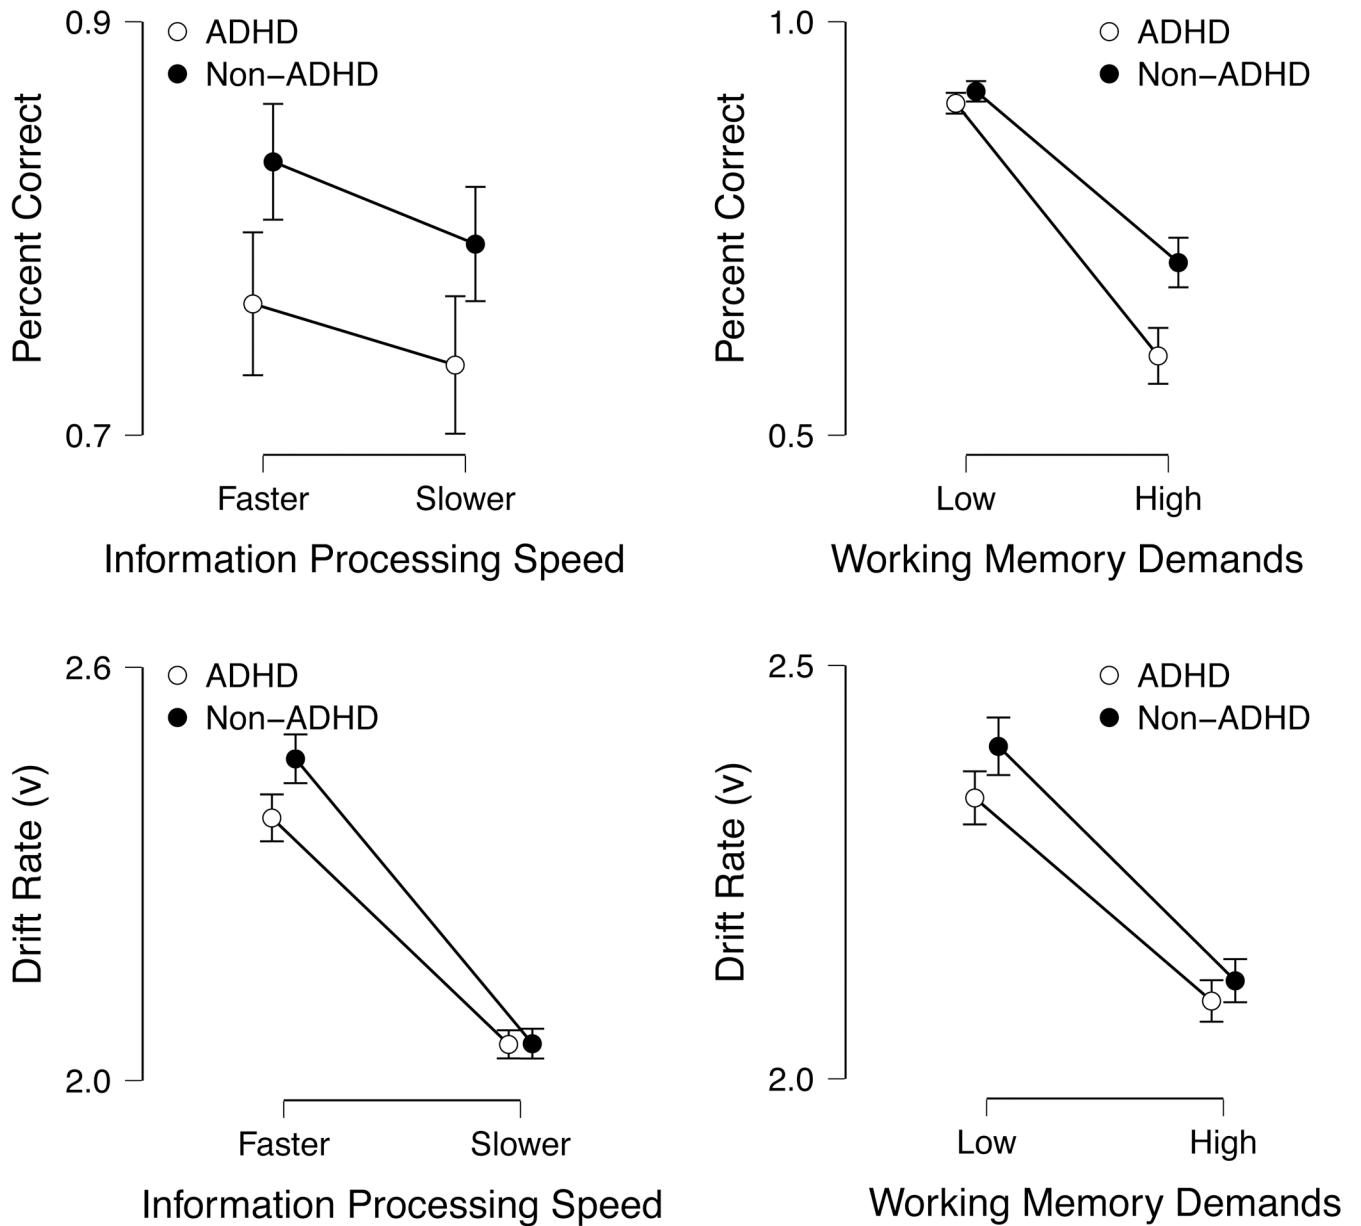 0.9
ADHD
Non−ADHD
Percent Correct
0.7
Faster Slower
Information Processing Speed
1.0
ADHD
Non−ADHD
Percent Correct
0.5
Low High
Working Memory Demands
2.6
ADHD
Non−ADHD
Drift Rate (v)
2.0
Faster Slower
Information Processing Speed
2.5
ADHD
Non−ADHD
Drift Rate (v)
2.0
Low High
Working Memory Demands